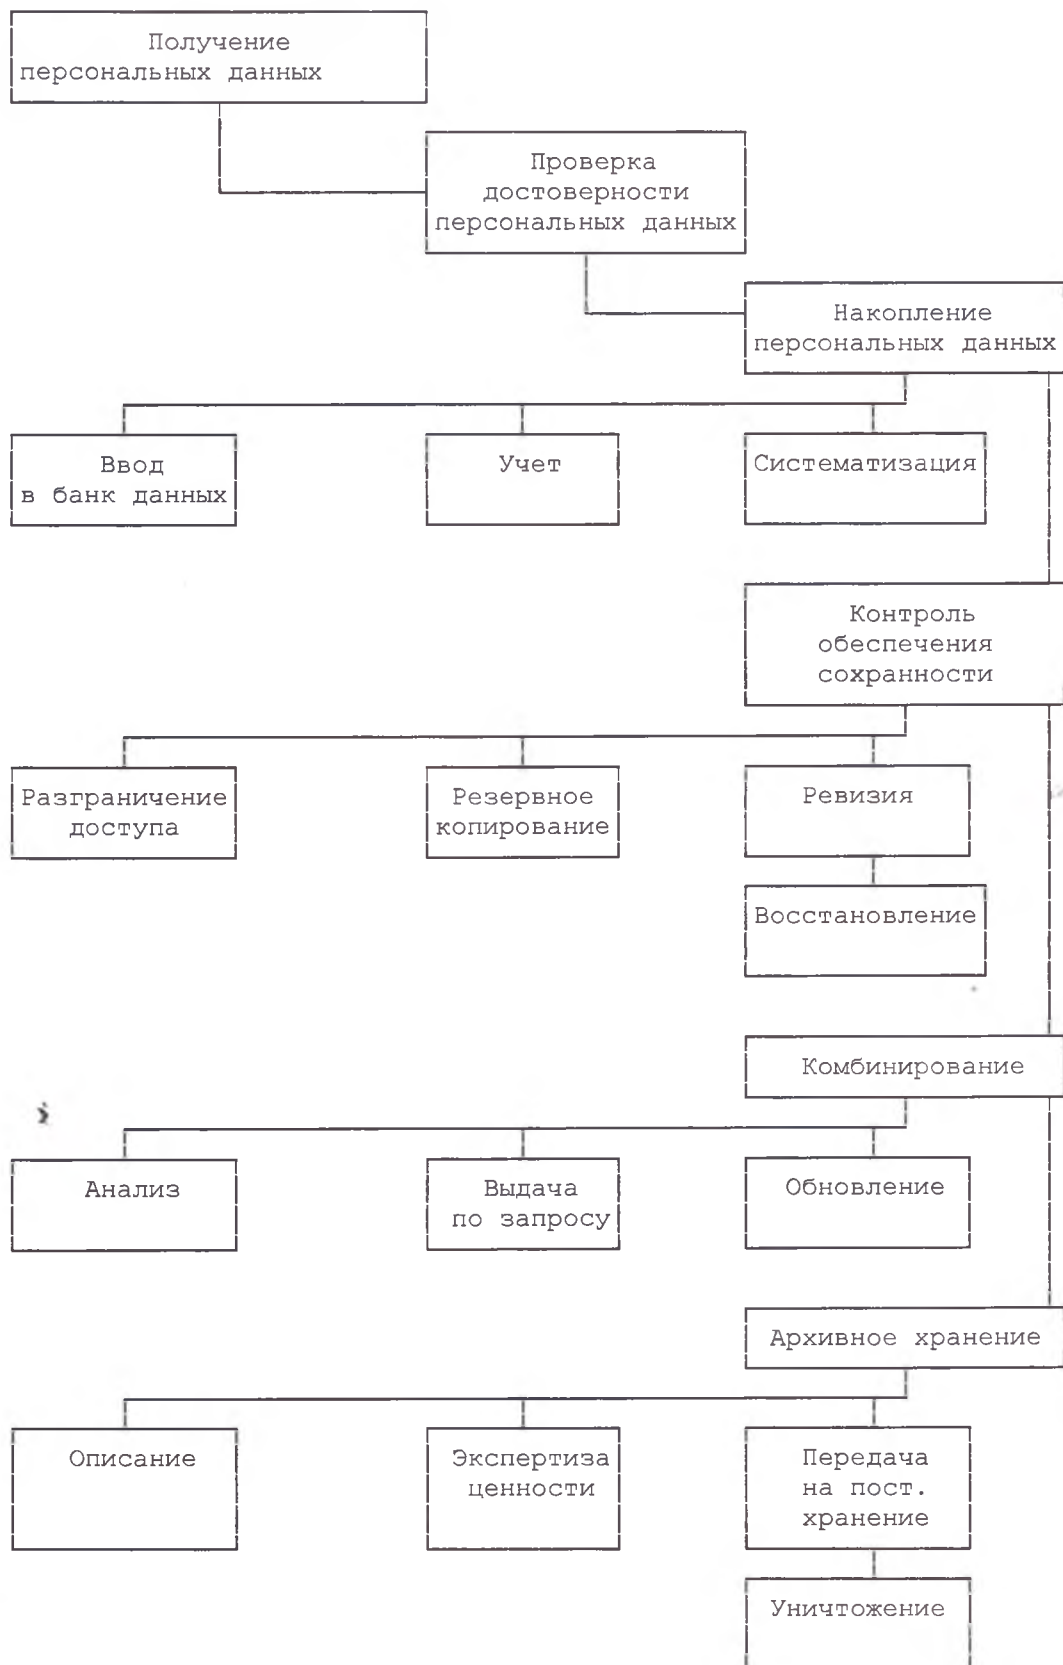 Получение
персональных данных
Проверка
достоверности
персональных данных
Накопление
персональных данных
Ввод
в банк данных
Учет
Систематизация
Контроль
обеспечения
сохранности
Разграничение
доступа
Резервное
копирование
Ревизия
Восстановление
Комбинирование
Анализ
Выдача
по запросу
Обновление
Архивное хранение
Описание
Экспертиза
ценности
Передача
на пост.
хранение
Уничтожение